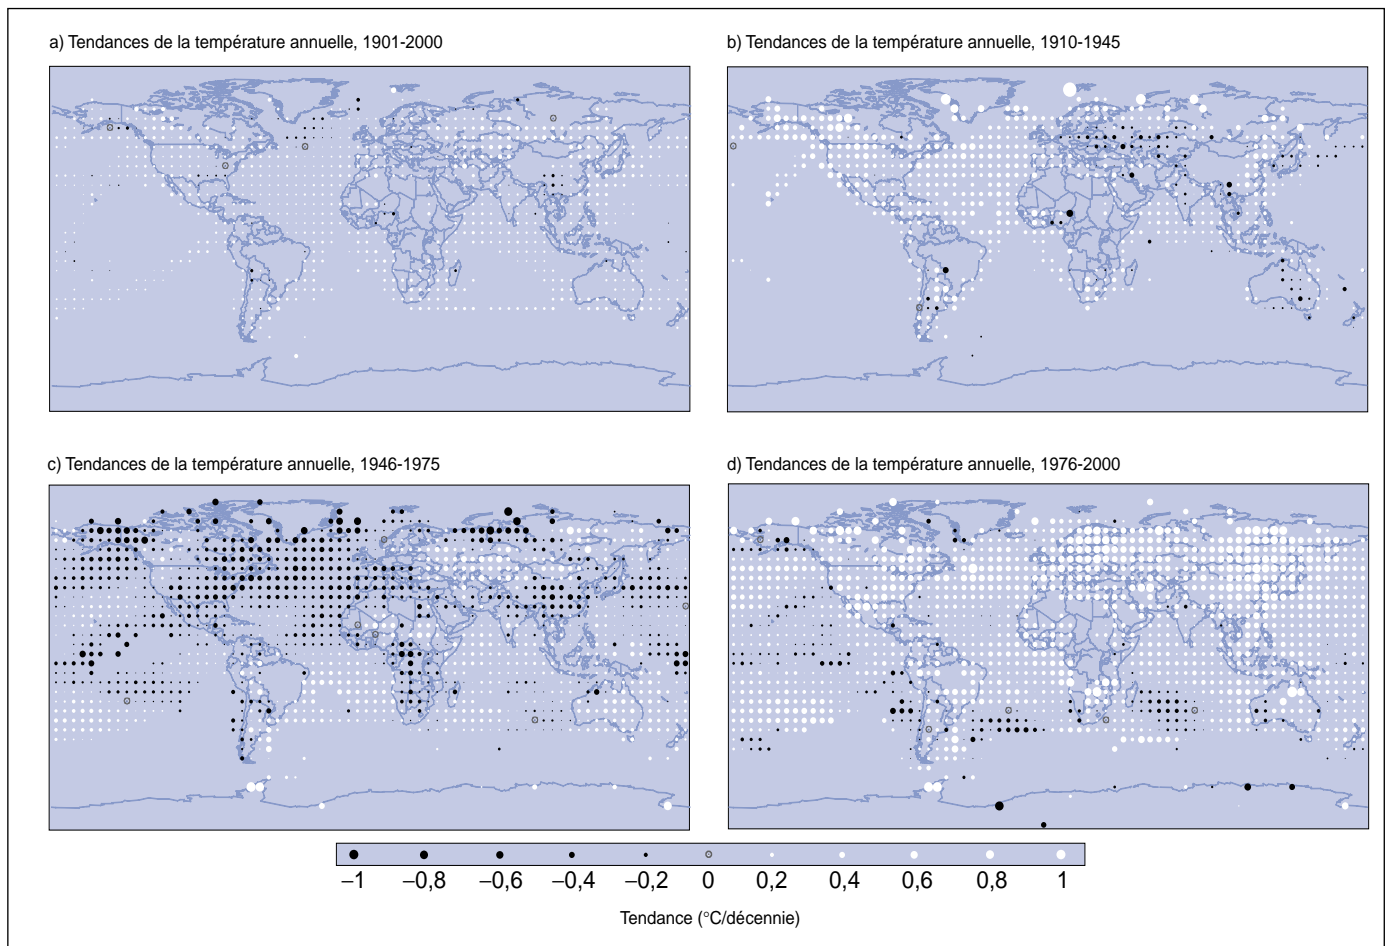 a) Tendances de la température annuelle, 1901-2000
b) Tendances de la température annuelle, 1910-1945
c) Tendances de la température annuelle, 1946-1975
d) Tendances de la température annuelle, 1976-2000
–1 –0,8 –0,6 –0,4 –0,2 0 0,2 0,4 0,6 0,8 1
Tendance (°C/décennie)